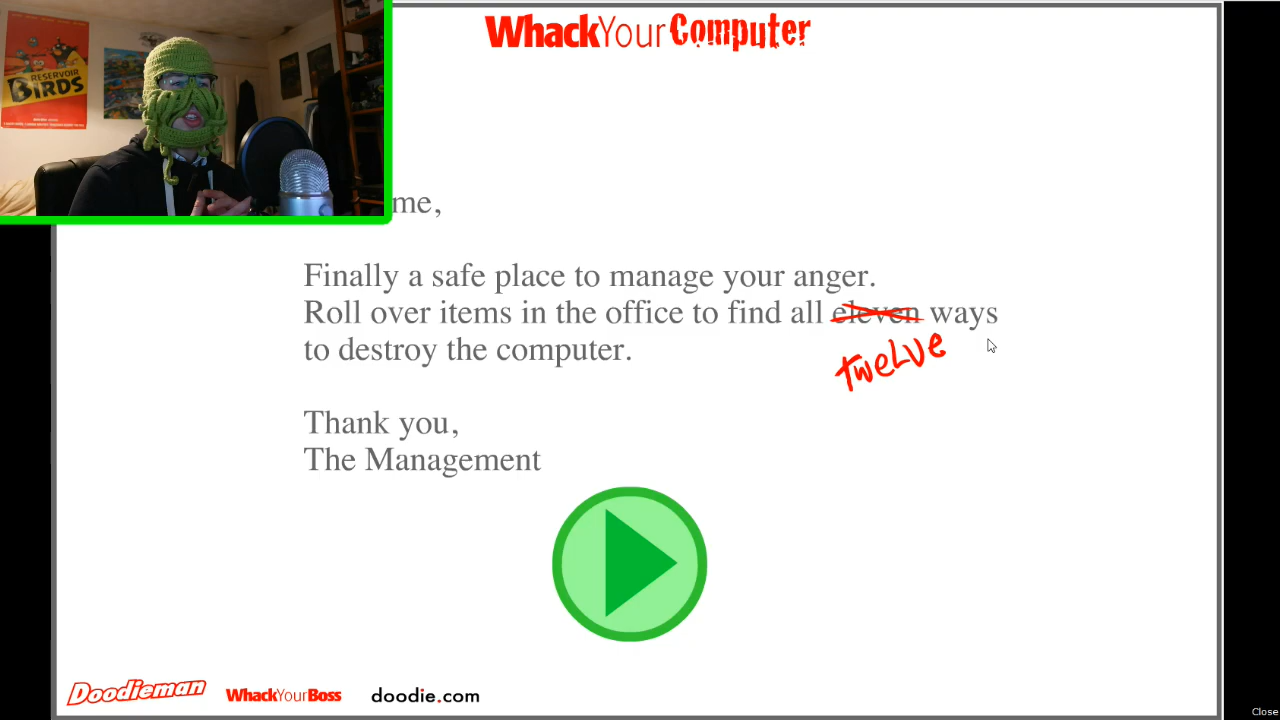 WhackYourComputer
RESERVOIR
BIRDS
me,
Finally a safe place to manage your anger.
Roll over items in the office to find all eleven ways
twelve
to destroy the computer.
Thank you,
The Management
Doodieman
WhackYourBoss
doodie.com
Close